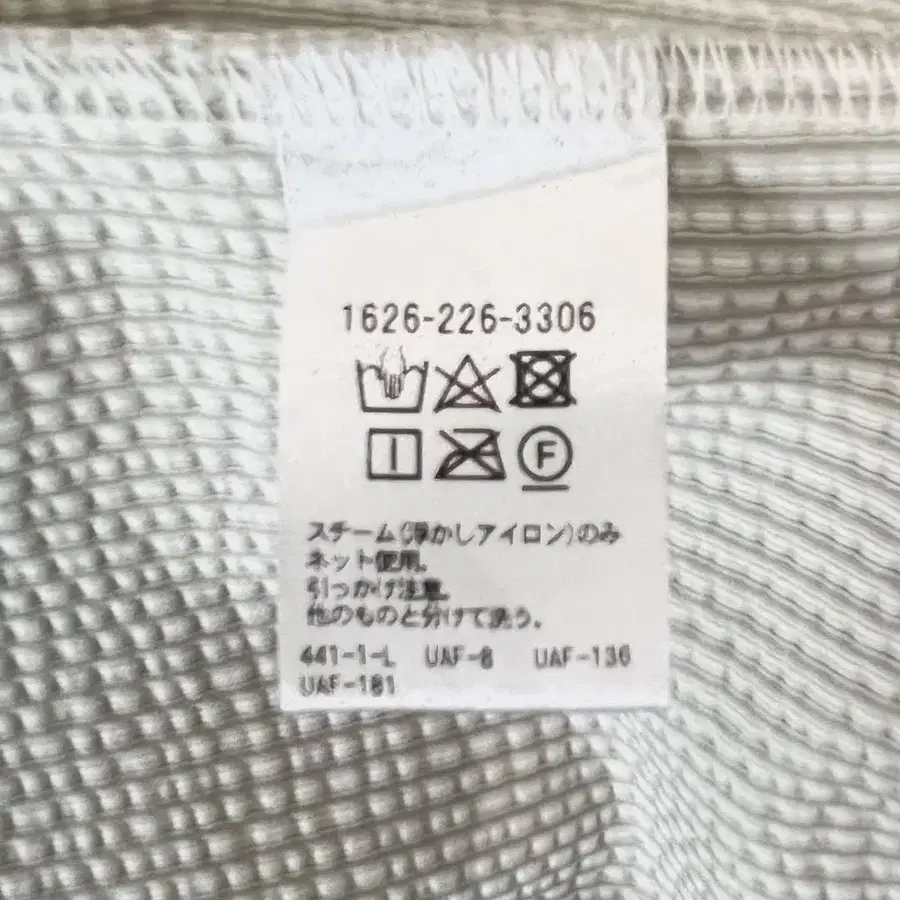 1626-226-3306
F
スチーム(浮かしアイロン)のみ
ネット使用。
引っかけ注意。
他のものと分けて洗う。
441-1-L UAF-8 UAF-136
UAF-181